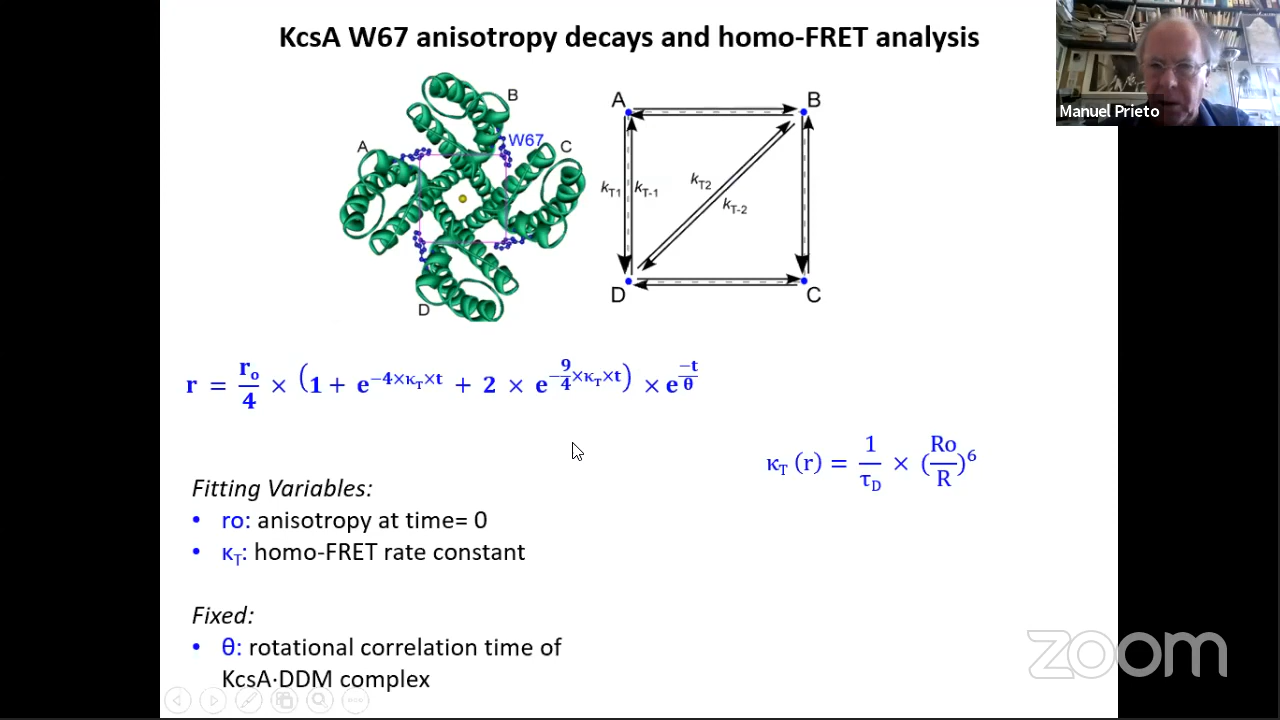 KcsA W67 anisotropy decays and homo-FRET analysis
Manuel Prieto
A
B
W67
C
D
A
B
kT1
kT-1
kT2
kT-2
D
C
r = ro/4 × (1 + e^−4×κT×t + 2 × e^−9/4×κT×t) × e^−t/θ
κT (r) = 1/τD × (Ro/R)^6
Fitting Variables:
• ro: anisotropy at time= 0
• κT: homo-FRET rate constant
Fixed:
• θ: rotational correlation time of
KcsA·DDM complex
zoom